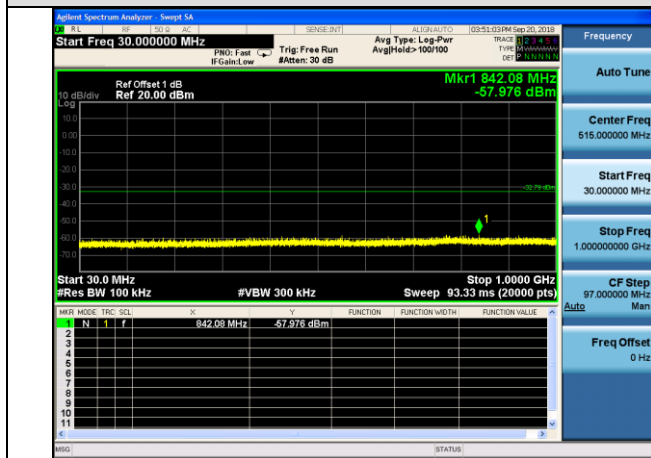 Agilent Spectrum Analyzer - Swept SA
RL RF 50 Ω AC SENSE:INT ALIGNAUTO 03:51:03 PM Sep 20, 2018
Start Freq 30.000000 MHz
PNO: Fast
IFGain:Low
Trig: Free Run
#Atten: 30 dB
Avg Type: Log-Pwr
Avg|Hold:>100/100
TRACE 1 2 3 4 5 6
TYPE M
DET P N N N N N
Ref Offset 1 dB
Ref 20.00 dBm
10 dB/div
Log
Mkr1 842.08 MHz
-57.976 dBm
10.0
0.00
-10.0
-20.0
-30.0
-32.79 dBm
-40.0
-50.0
1
-60.0
-70.0
Start 30.0 MHz
Stop 1.0000 GHz
#Res BW 100 kHz
#VBW 300 kHz
Sweep 93.33 ms (20000 pts)
MKR MODE TRC SCL X Y FUNCTION FUNCTION WIDTH FUNCTION VALUE
1 N 1 f 842.08 MHz -57.976 dBm
2
3
4
5
6
7
8
9
10
11
MSG
STATUS
Frequency
Auto Tune
Center Freq
515.000000 MHz
Start Freq
30.000000 MHz
Stop Freq
1.000000000 GHz
CF Step
97.000000 MHz
Auto Man
Freq Offset
0 Hz